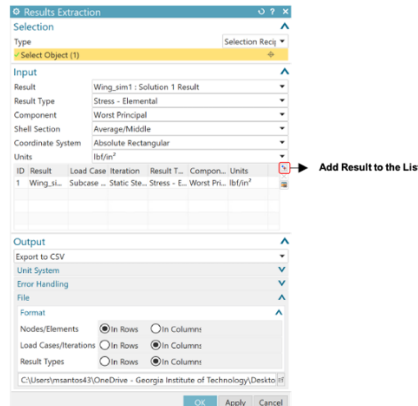 Results Extraction
Selection
Type Selection Recip
Select Object (1)
Input
Result Wing_sim1 : Solution 1 Result
Result Type Stress - Elemental
Component Worst Principal
Shell Section Average/Middle
Coordinate System Absolute Rectangular
Units lbf/in²
ID Result Load Case Iteration Result T... Compon... Units
1 Wing_si... Subcase ... Static Ste... Stress - E... Worst Pri... lbf/in²
Add Result to the Lis
Output
Export to CSV
Unit System
Error Handling
File
Format
Nodes/Elements In Rows In Columns
Load Cases/Iterations In Rows In Columns
Result Types In Rows In Columns
C:\Users\msantos43\OneDrive - Georgia Institute of Technology\Deskto
OK Apply Cancel